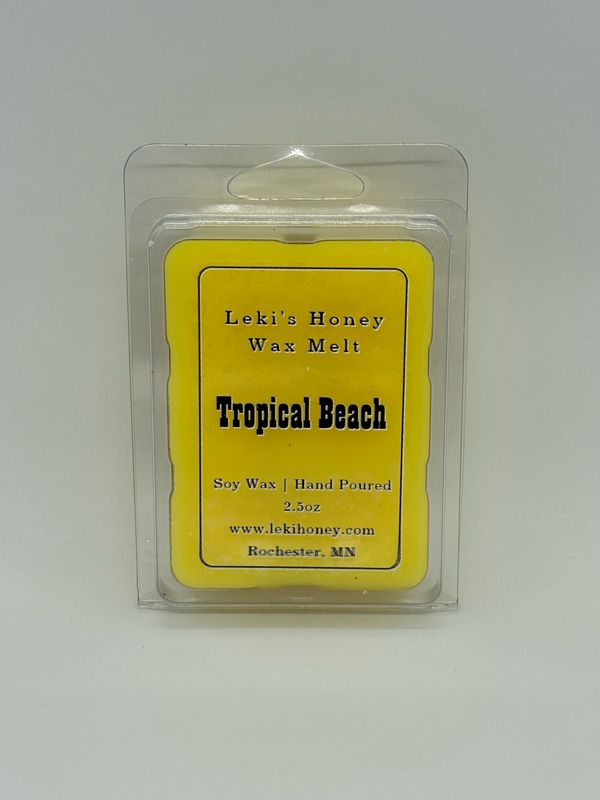 Leki's Honey
Wax Melt
Tropical Beach
Soy Wax | Hand Poured
2.5oz
www.lekihoney.com
Rochester, MN